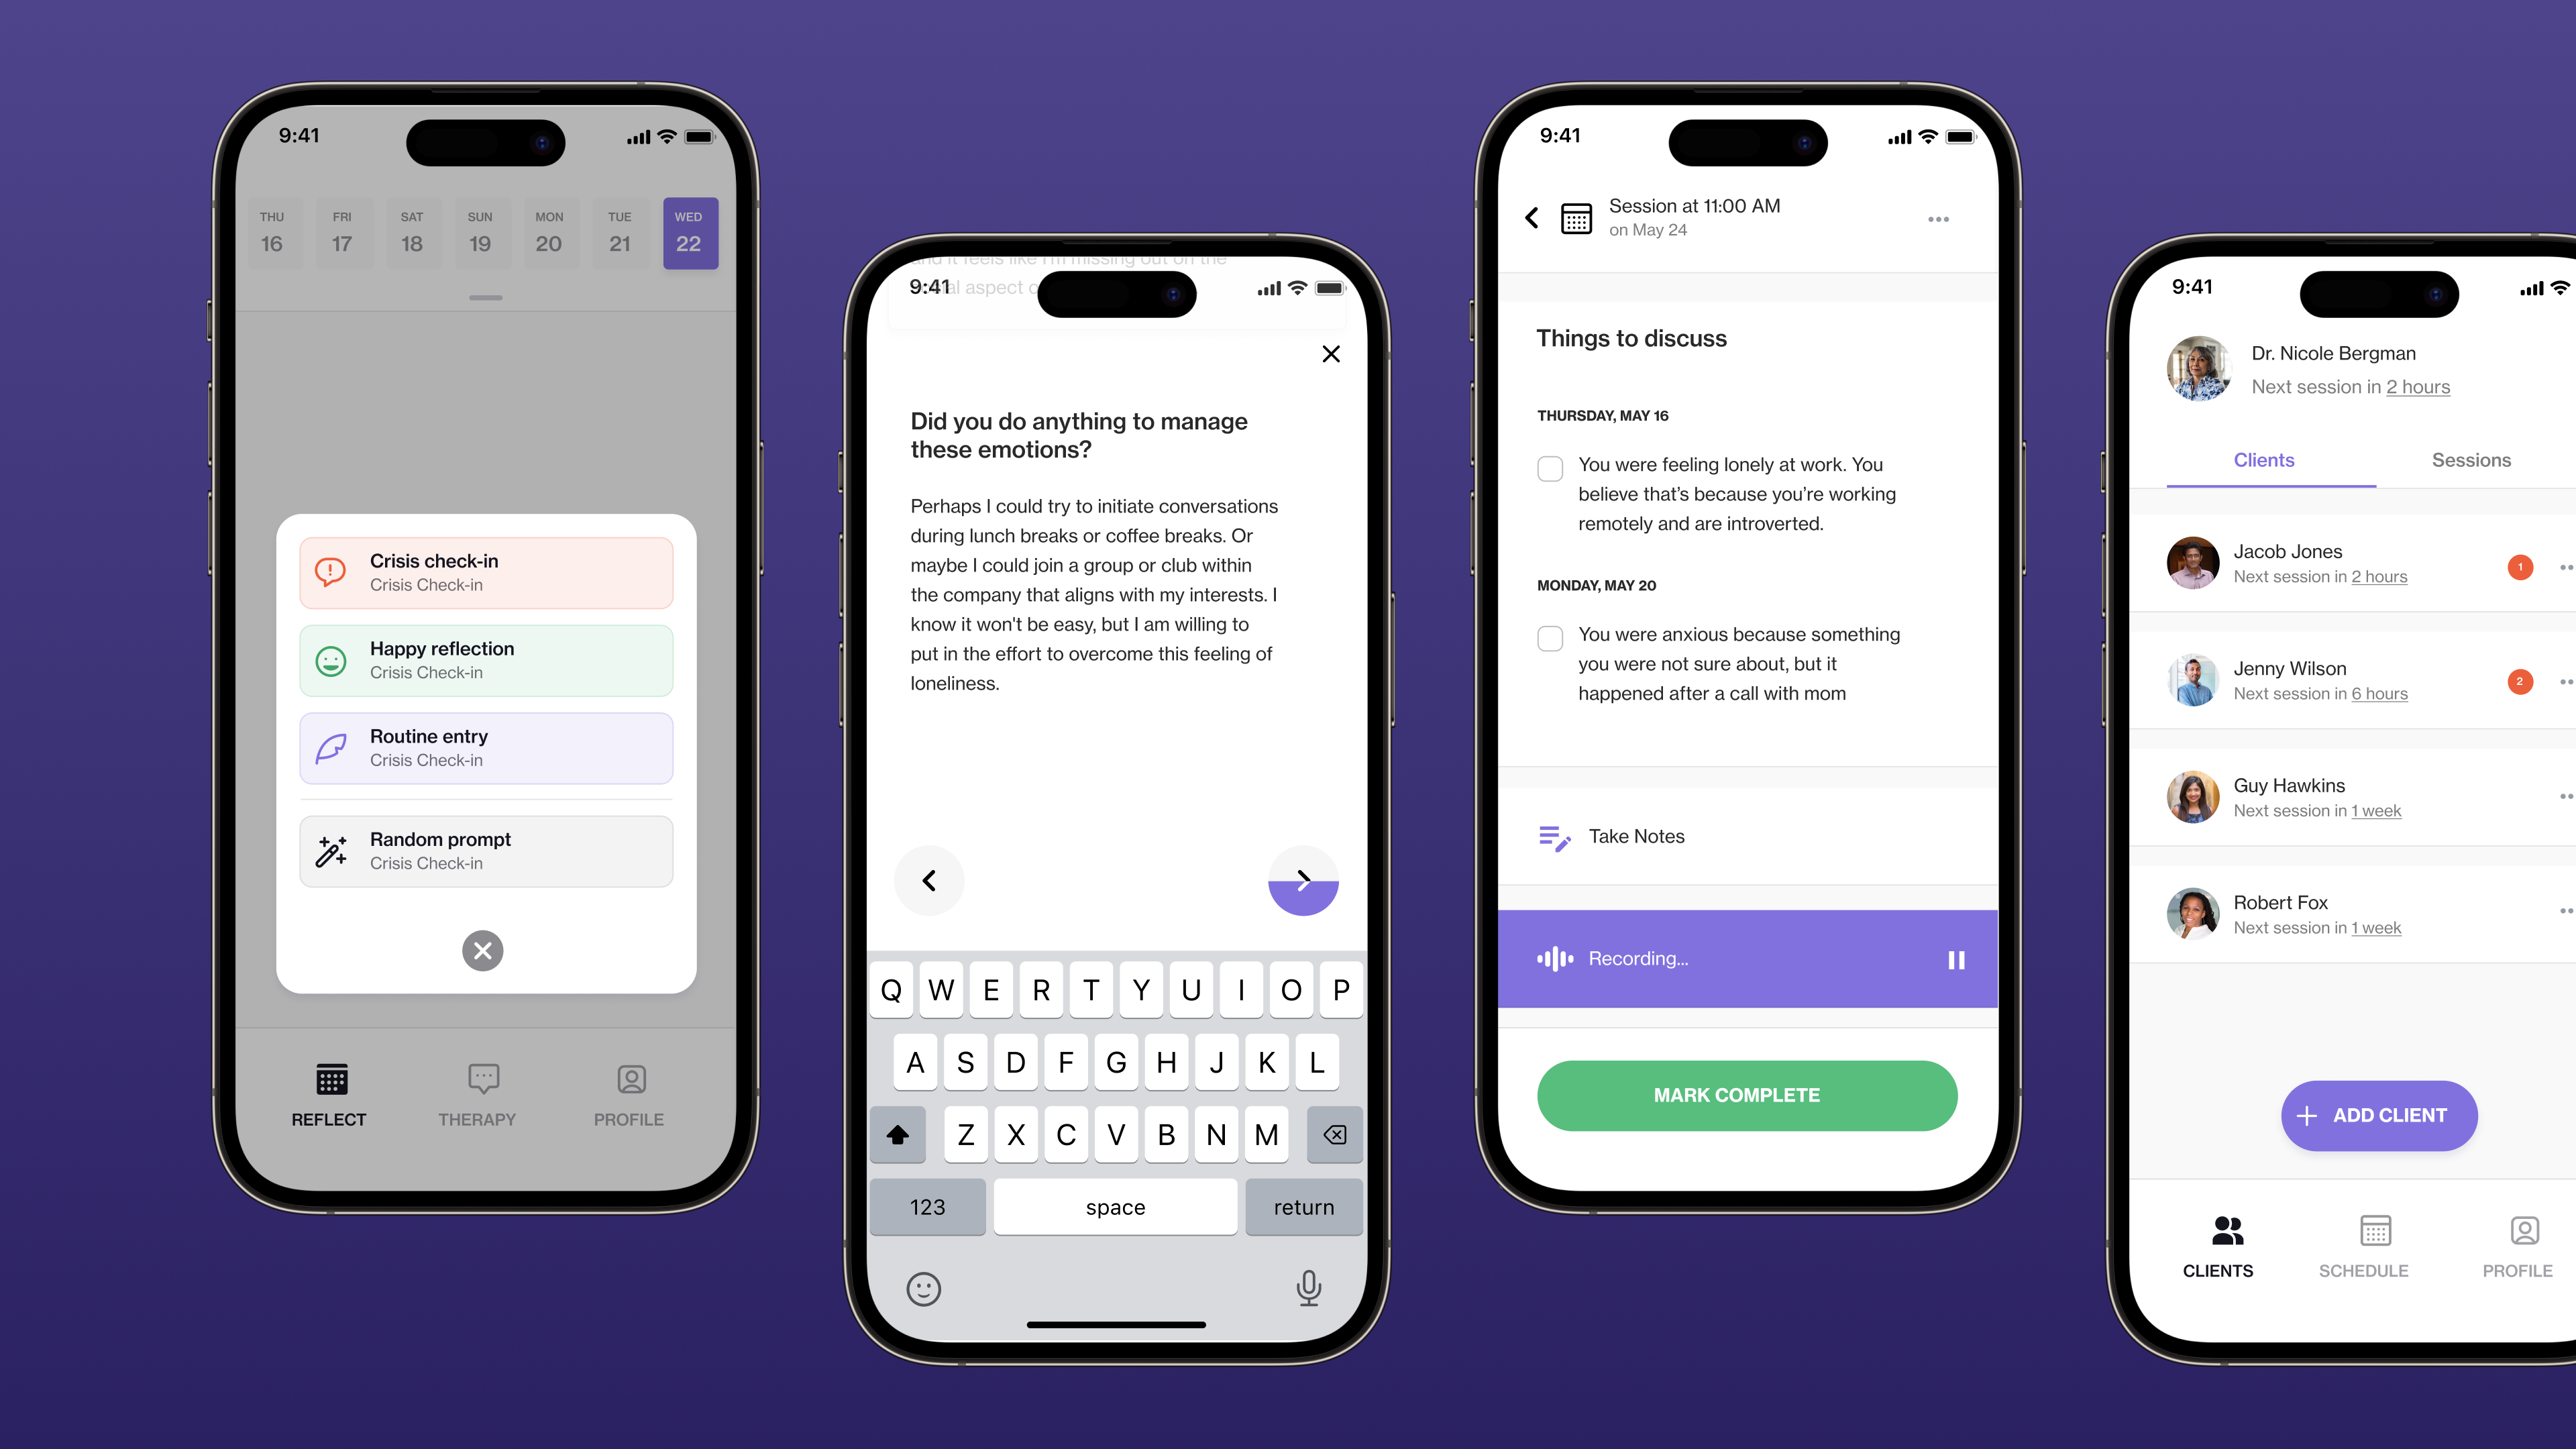 9:41
THU
FRI
SAT
SUN
MON
TUE
WED
16
17
18
19
20
21
22
Crisis check-in
Crisis Check-in
Happy reflection
Crisis Check-in
Routine entry
Crisis Check-in
Random prompt
Crisis Check-in
REFLECT
THERAPY
PROFILE
and it feels like I'm missing out on the
9:41
aspect
Did you do anything to manage
these emotions?
Perhaps I could try to initiate conversations
during lunch breaks or coffee breaks. Or
maybe I could join a group or club within
the company that aligns with my interests. I
know it won't be easy, but I am willing to
put in the effort to overcome this feeling of
loneliness.
Q W E R T Y U I O P
A S D F G H J K L
Z X C V B N M
123
space
return
9:41
Session at 11:00 AM
on May 24
Things to discuss
THURSDAY, MAY 16
You were feeling lonely at work. You
believe that’s because you’re working
remotely and are introverted.
MONDAY, MAY 20
You were anxious because something
you were not sure about, but it
happened after a call with mom
Take Notes
Recording...
MARK COMPLETE
9:41
Dr. Nicole Bergman
Next session in 2 hours
Clients
Sessions
Jacob Jones
Next session in 2 hours
1
Jenny Wilson
Next session in 6 hours
2
Guy Hawkins
Next session in 1 week
Robert Fox
Next session in 1 week
+ ADD CLIENT
CLIENTS
SCHEDULE
PROFILE